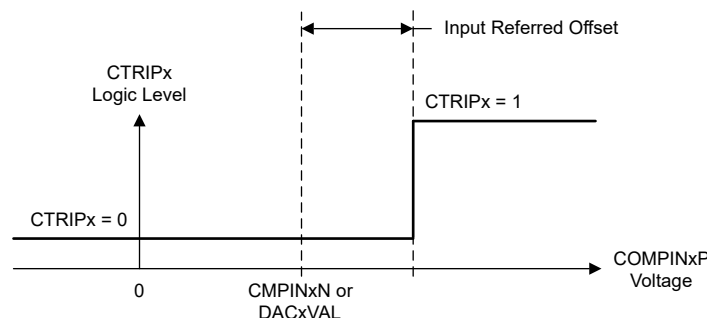 Input Referred Offset
CTRIPx
Logic Level
CTRIPx = 1
CTRIPx = 0
COMPINxP
Voltage
0
CMPINxN or
DACxVAL